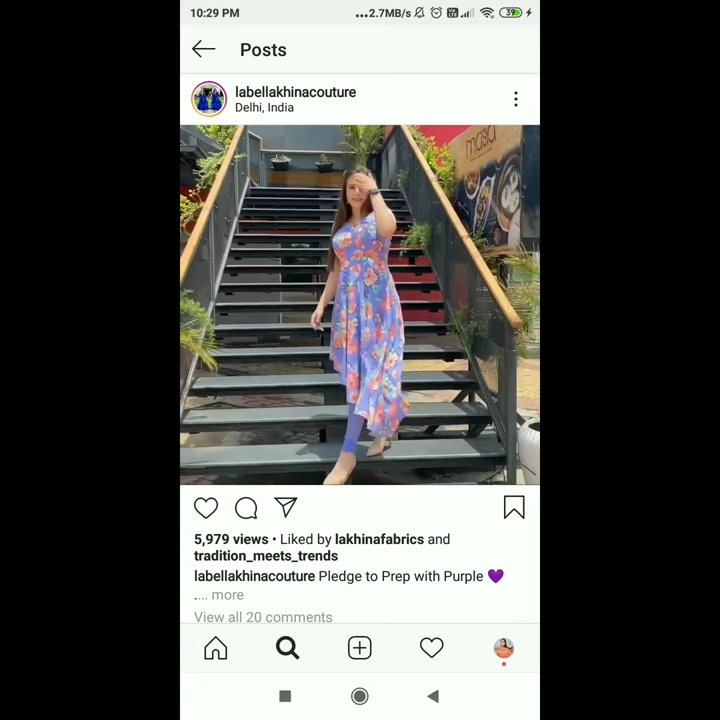 10:29 PM
...2.7MB/s
39
Posts
labellakhinacouture
Delhi, India
masa
5,979 views • Liked by lakhinafabrics and
tradition_meets_trends
labellakhinacouture Pledge to Prep with Purple 💜
.... more
View all 20 comments